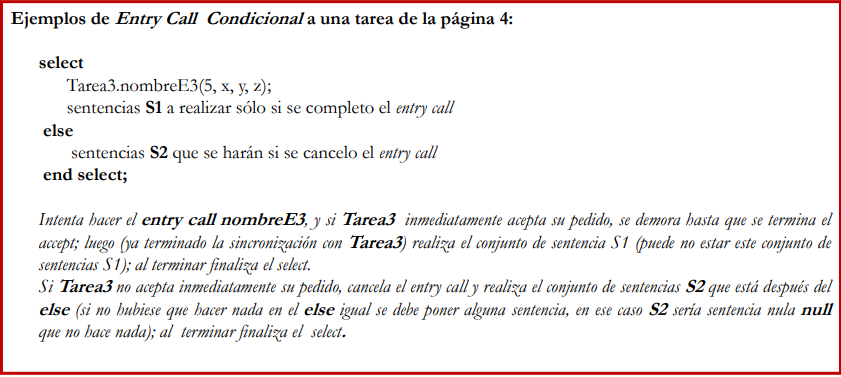 Ejemplos de Entry Call Condicional a una tarea de la página 4:
select
Tarea3.nombreE3(5, x, y, z);
sentencias S1 a realizar sólo si se completo el entry call
else
sentencias S2 que se harán si se cancelo el entry call
end select;
Intenta hacer el entry call nombreE3, y si Tarea3 inmediatamente acepta su pedido, se demora hasta que se termina el
accept; luego (ya terminado la sincronización con Tarea3) realiza el conjunto de sentencia S1 (puede no estar este conjunto de
sentencias S1); al terminar finaliza el select.
Si Tarea3 no acepta inmediatamente su pedido, cancela el entry call y realiza el conjunto de sentencias S2 que está después del
else (si no hubiese que hacer nada en el else igual se debe poner alguna sentencia, en ese caso S2 sería sentencia nula null
que no hace nada); al terminar finaliza el select.